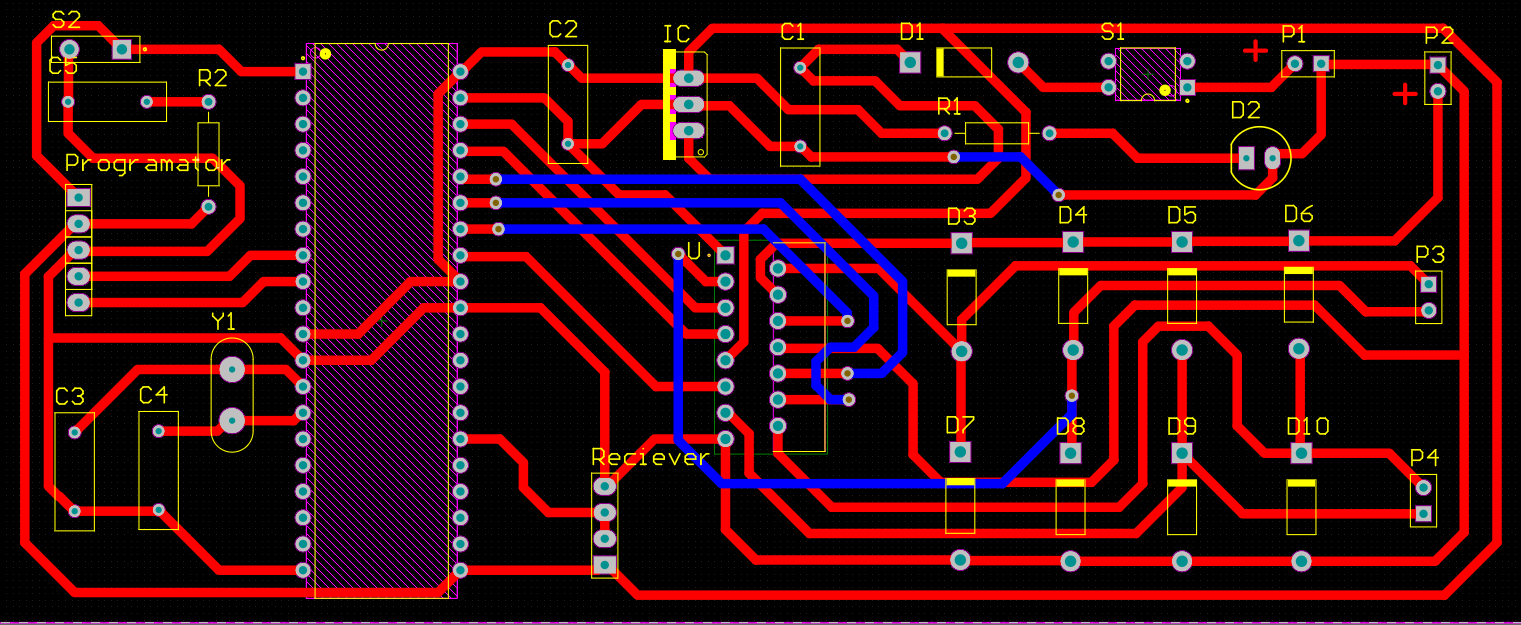 S2
C5
R2
C2
IC
C1
D1
S1
P1
P2
R1
D2
Programator
D3
D4
D5
D6
U.
P3
Y1
C3
C4
D7
D8
D9
D10
Reciever
P4